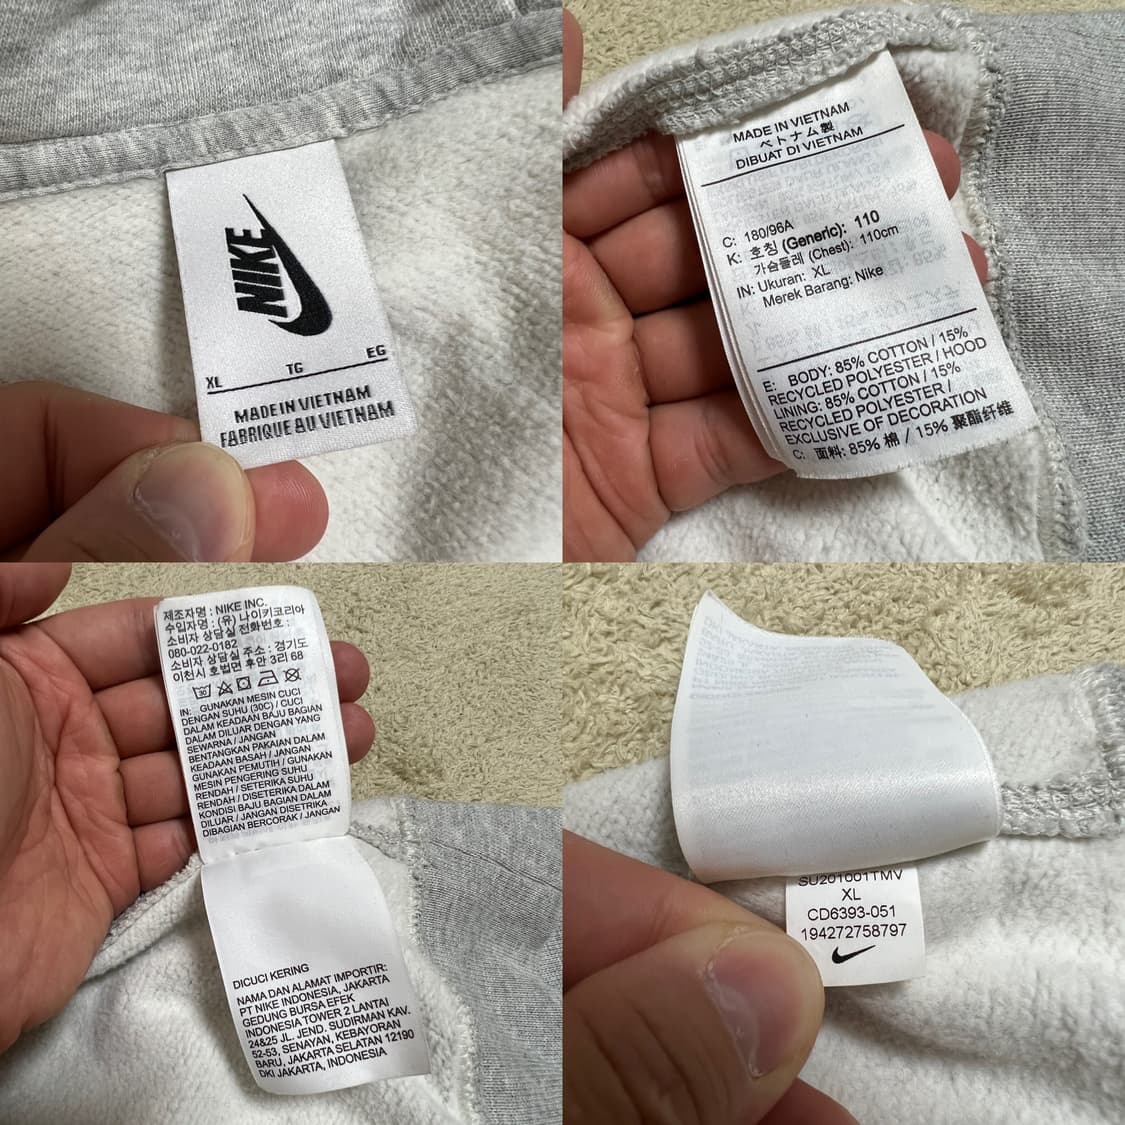 NIKE
XL TG EG
MADE IN VIETNAM
FABRIQUE AU VIETNAM
MADE IN VIETNAM
ベトナム製
DIBUAT DI VIETNAM
C: 180/96A
K: 호칭 (Generic): 110
가슴둘레 (Chest): 110cm
IN: Ukuran: XL
Merek Barang: Nike
E: BODY: 85% COTTON / 15%
RECYCLED POLYESTER / HOOD
LINING: 85% COTTON / 15%
RECYCLED POLYESTER /
EXCLUSIVE OF DECORATION
C: 面料: 85% 棉 / 15% 聚酯纤维
제조자명 : NIKE INC.
수입자명 : (유) 나이키코리아
소비자 상담실 전화번호 :
080-022-0182
소비자 상담실 주소 : 경기도
이천시 호법면 후안 3리 68
30
IN: GUNAKAN MESIN CUCI
DENGAN SUHU (30C) / CUCI
DALAM KEADAAN BAJU BAGIAN
DALAM DILUAR DENGAN YANG
SEWARNA / JANGAN
BENTANGKAN PAKAIAN DALAM
KEADAAN BASAH / JANGAN
GUNAKAN PEMUTIH / GUNAKAN
MESIN PENGERING SUHU
RENDAH / SETERIKA SUHU
RENDAH / DISETERIKA DALAM
KONDISI BAJU BAGIAN DALAM
DILUAR / JANGAN DISETRIKA
DIBAGIAN BERCORAK / JANGAN
DICUCI KERING
NAMA DAN ALAMAT IMPORTIR:
PT NIKE INDONESIA, JAKARTA
GEDUNG BURSA EFEK
INDONESIA TOWER 2 LANTAI
24&25 JL. JEND. SUDIRMAN KAV.
52-53, SENAYAN, KEBAYORAN
BARU, JAKARTA SELATAN 12190
DKI JAKARTA, INDONESIA
SU201001TMV
XL
CD6393-051
194272758797